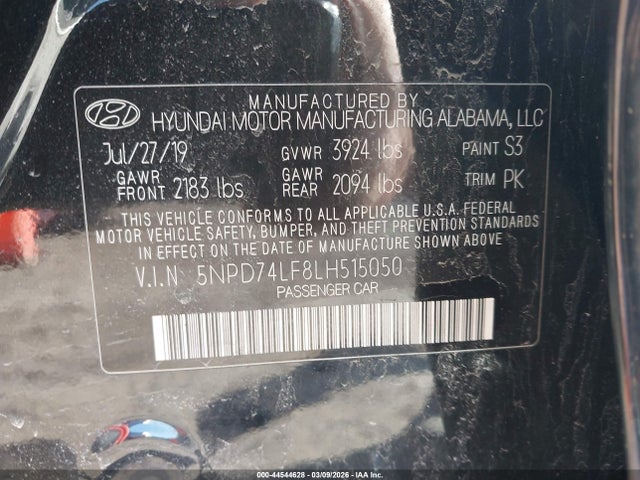 MANUFACTURED BY
HYUNDAI MOTOR MANUFACTURING ALABAMA, LLC
Jul/27/19 GVWR 3924 lbs PAINT S3
GAWR FRONT 2183 lbs GAWR REAR 2094 lbs TRIM PK
THIS VEHICLE CONFORMS TO ALL APPLICABLE U.S.A. FEDERAL
MOTOR VEHICLE SAFETY, BUMPER, AND THEFT PREVENTION STANDARDS
IN EFFECT ON THE DATE OF MANUFACTURE SHOWN ABOVE.
V.I.N 5NPD74LF8LH515050
PASSENGER CAR
000-44544628 - 03/09/2026 - IAAI.COM